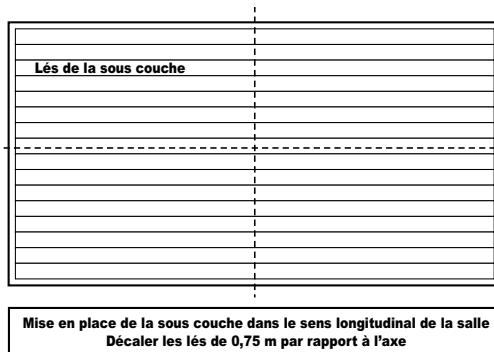 Lés de la sous couche
Mise en place de la sous couche dans le sens longitudinal de la salle
Décaler les lés de 0,75 m par rapport à l’axe